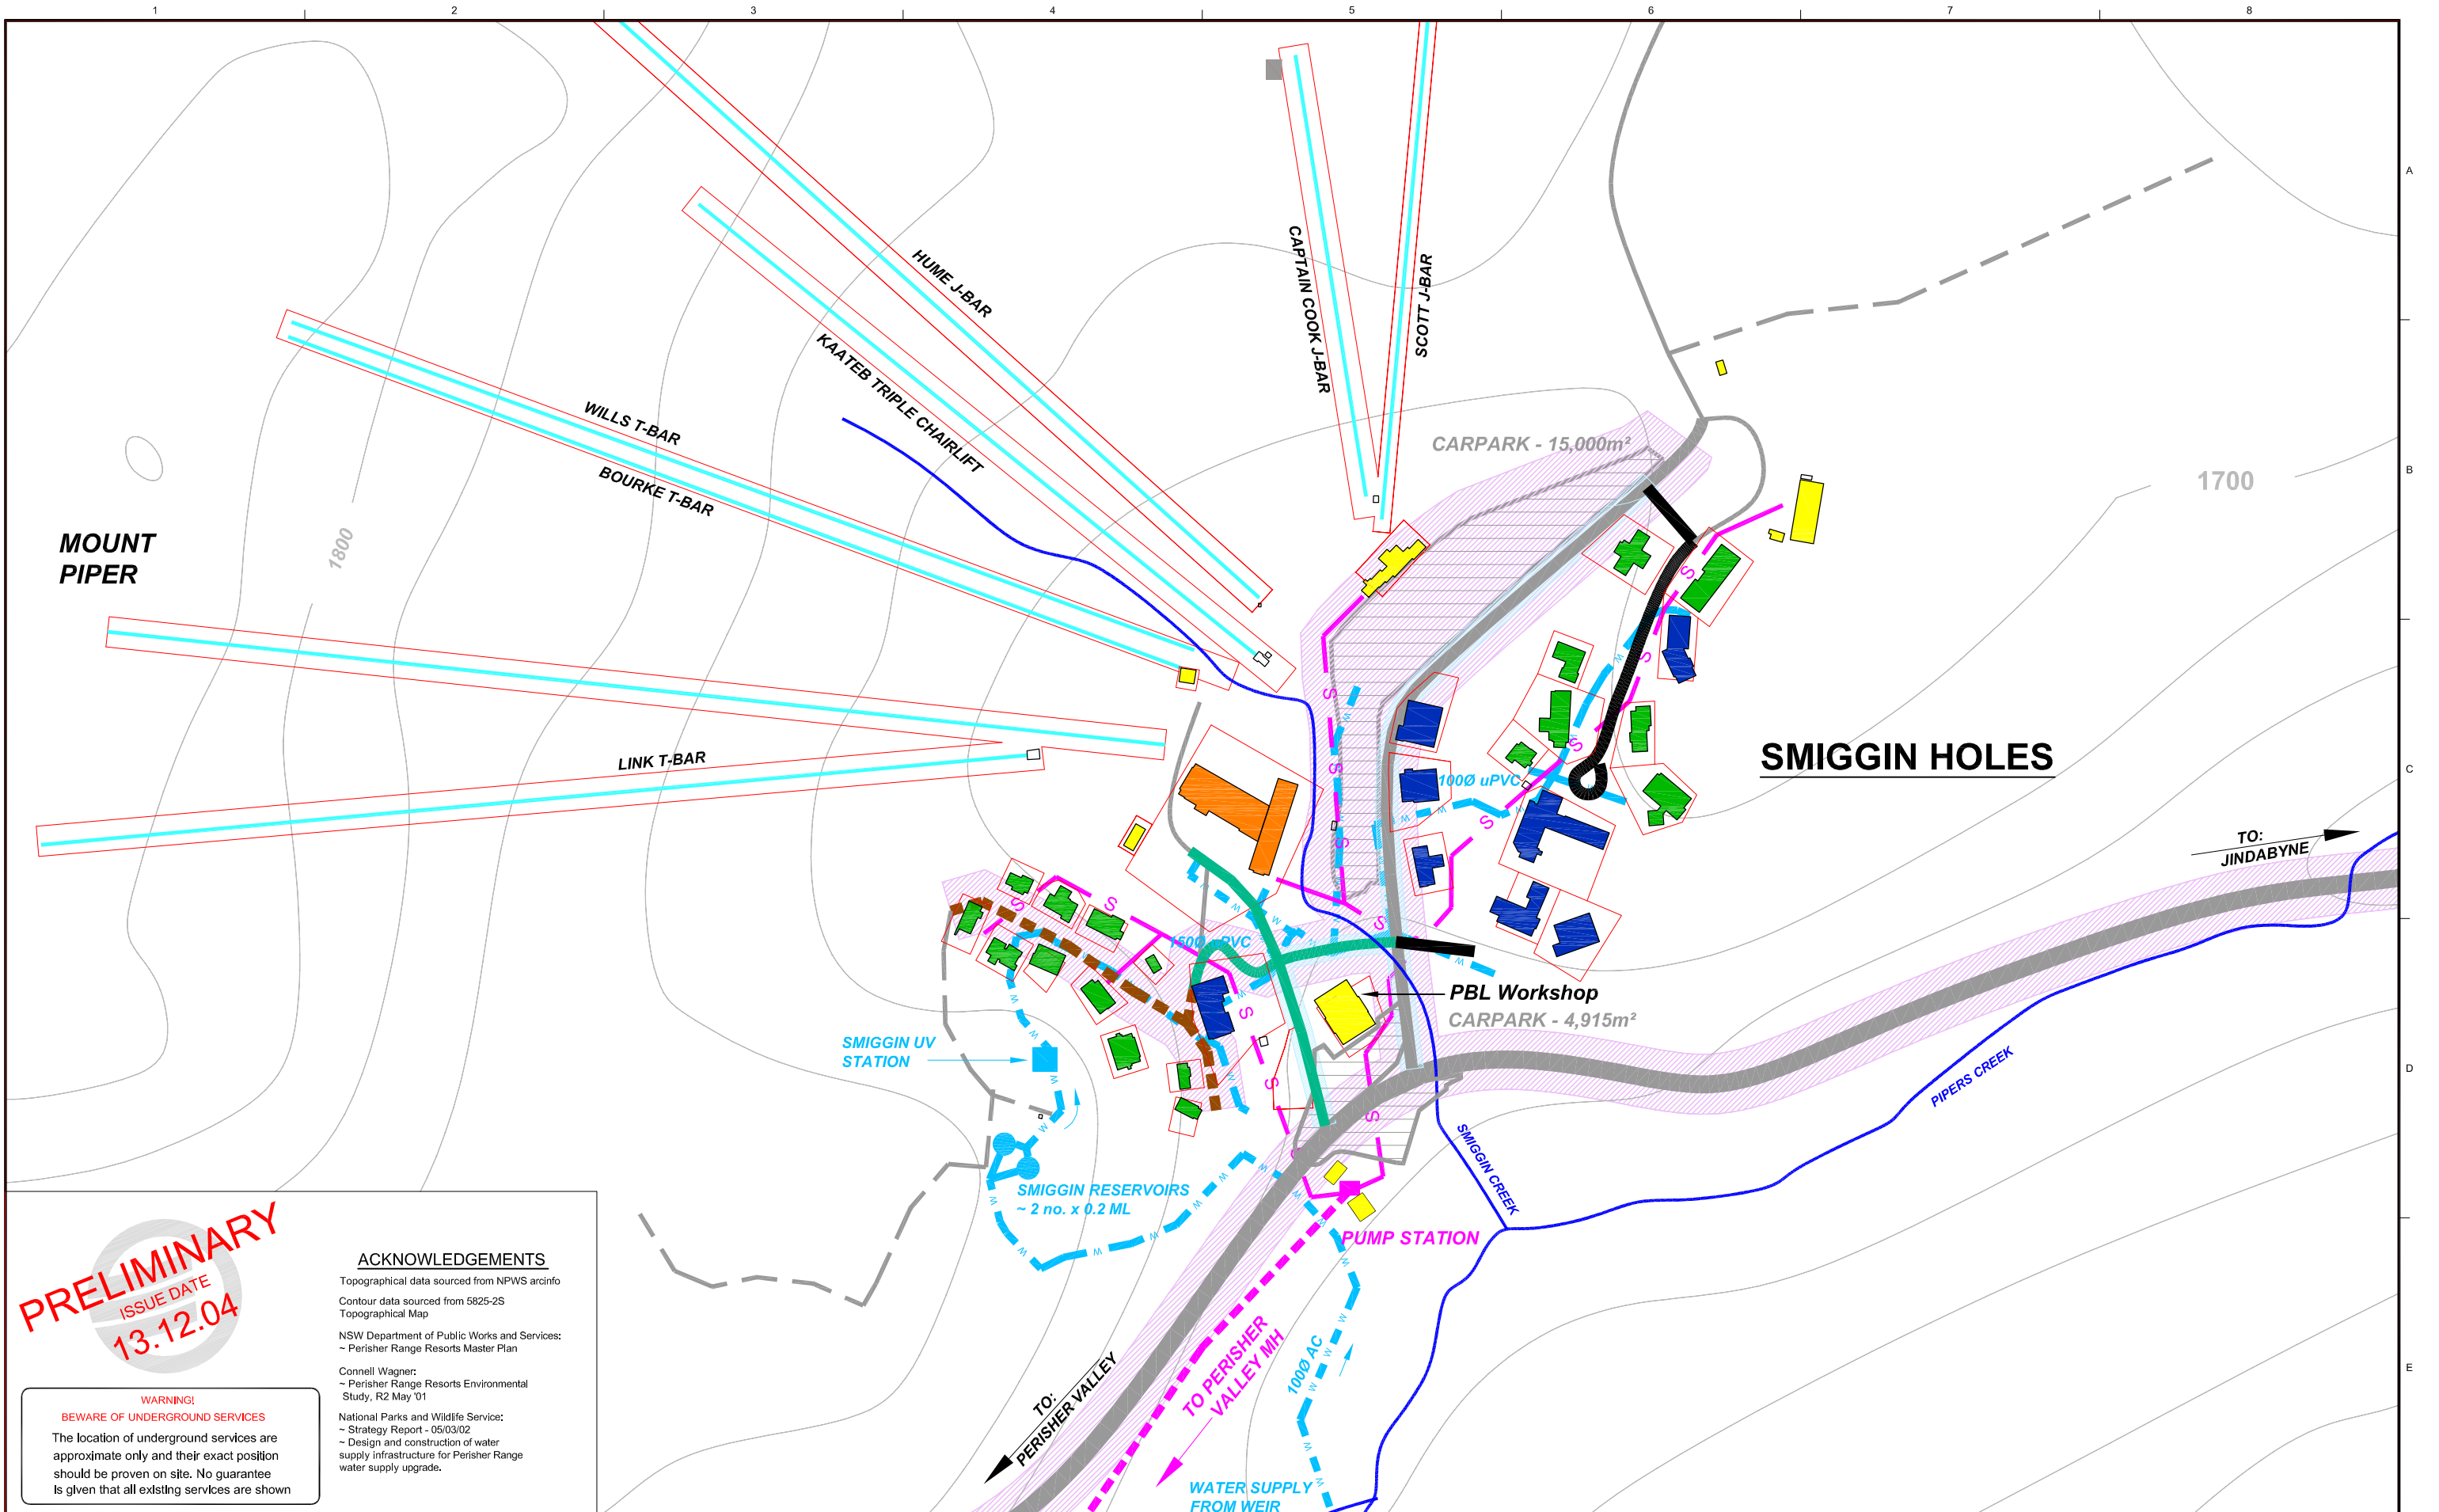 1 2 3 4 5 6 7 8
A
B
C
D
E
HUME J-BAR
CAPTAIN COOK J-BAR
SCOTT J-BAR
KAATEB TRIPLE CHAIRLIFT
WILLS T-BAR
BOURKE T-BAR
CARPARK - 15,000m²
1700
1800
MOUNT
PIPER
LINK T-BAR
SMIGGIN HOLES
100Ø uPVC
TO:
JINDABYNE
150Ø uPVC
PBL Workshop
CARPARK - 4,915m²
SMIGGIN UV
STATION
PIPERS CREEK
SMIGGIN CREEK
SMIGGIN RESERVOIRS
~ 2 no. x 0.2 ML
PUMP STATION
TO PERISHER
VALLEY MH
100Ø AC
TO:
PERISHER VALLEY
WATER SUPPLY
FROM WEIR
PRELIMINARY
ISSUE DATE
13.12.04
WARNING!
BEWARE OF UNDERGROUND SERVICES
The location of underground services are
approximate only and their exact position
should be proven on site. No guarantee
is given that all existing services are shown
ACKNOWLEDGEMENTS
Topographical data sourced from NPWS arcinfo
Contour data sourced from 5825-2S
Topographical Map
NSW Department of Public Works and Services:
~ Perisher Range Resorts Master Plan
Connell Wagner:
~ Perisher Range Resorts Environmental
Study, R2 May '01
National Parks and Wildlife Service:
~ Strategy Report - 05/03/02
~ Design and construction of water
supply infrastructure for Perisher Range
water supply upgrade.